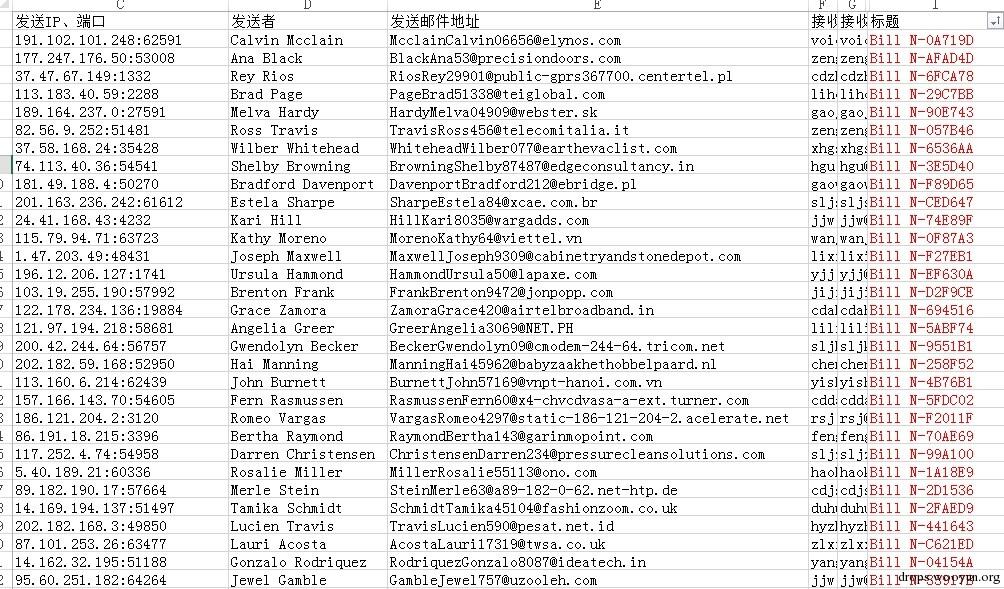 C D E F G I
发送IP、端口 发送者 发送邮件地址 接收 接收 标题
191.102.101.248:62591 Calvin Mcclain McclainCalvin06656@elynos.com voi voi Bill N-0A719D
177.247.176.50:53008 Ana Black BlackAna53@precisiondoors.com zen zen Bill N-AFAD4D
37.47.67.149:1332 Rey Rios RiosRey29901@public-gprs367700.centertel.pl cdz cdz Bill N-6FCA78
113.183.40.59:2288 Brad Page PageBrad51338@teiglobal.com lih lih Bill N-29C7BB
189.164.237.0:27591 Melva Hardy HardyMelva04909@webster.sk gao gao Bill N-90E743
82.56.9.252:51481 Ross Travis TravisRoss456@telecomitalia.it zen zen Bill N-057B46
37.58.168.24:35428 Wilber Whitehead WhiteheadWilber077@earthevaclist.com xhg xhg Bill N-6536AA
74.113.40.36:54541 Shelby Browning BrowningShelby87487@edgeconsultancy.in hgu hgu Bill N-3E5D40
181.49.188.4:50270 Bradford Davenport DavenportBradford212@ebridge.pl gao gao Bill N-F89D65
201.163.236.242:61612 Estela Sharpe SharpeEstela84@xcae.com.br slj slj Bill N-CED647
24.41.168.43:4232 Kari Hill HillKari8035@wargadds.com jjw jjw Bill N-74E89F
115.79.94.71:63723 Kathy Moreno MorenoKathy64@viettel.vn wan wan Bill N-0F87A3
1.47.203.49:48431 Joseph Maxwell MaxwellJoseph9309@cabinetryandstonedepot.com lix lix Bill N-F27EB1
196.12.206.127:1741 Ursula Hammond HammondUrsula50@lapaxe.com yjj yjj Bill N-EF630A
103.19.255.190:57992 Brenton Frank FrankBrenton9472@jonpopp.com jij jij Bill N-D2F9CE
122.178.234.136:19884 Grace Zamora ZamoraGrace420@airtelbroadband.in cda cda Bill N-694516
121.97.194.218:58681 Angelia Greer GreerAngelia3069@NET.PH lil lil Bill N-5ABF74
200.42.244.64:56757 Gwendolyn Becker BeckerGwendolyn09@cmodem-244-64.tricom.net slj slj Bill N-9551B1
202.182.59.168:52950 Hai Manning ManningHai45962@babyzaakhethobbelpaard.nl che che Bill N-258F52
113.160.6.214:62439 John Burnett BurnettJohn57169@vnpt-hanoi.com.vn yis yis Bill N-4B76B1
157.166.143.70:54605 Fern Rasmussen RasmussenFern60@x4-chvcdvasa-a-ext.turner.com cdd cdd Bill N-5FDC02
186.121.204.2:3120 Romeo Vargas VargasRomeo4297@static-186-121-204-2.acelerate.net rsj rsj Bill N-F2011F
86.191.18.215:3396 Bertha Raymond RaymondBertha143@garinmopoint.com fen fen Bill N-70AE69
117.252.4.74:54958 Darren Christensen ChristensenDarren234@pressurecleansolutions.com slj slj Bill N-99A100
5.40.189.21:60336 Rosalie Miller MillerRosalie55113@ono.com hao hao Bill N-1A18E9
89.182.190.17:57664 Merle Stein SteinMerle63@a89-182-0-62.net-htp.de cdj cdj Bill N-2D1536
14.169.194.137:51497 Tamika Schmidt SchmidtTamika45104@fashionzoom.co.uk duh duh Bill N-2FAED9
202.182.168.3:49850 Lucien Travis TravisLucien590@pesat.net.id hyz hyz Bill N-441643
87.101.253.26:63477 Lauri Acosta AcostaLauri17319@twsa.co.uk zlx zlx Bill N-C621ED
14.162.32.195:51188 Gonzalo Rodriquez RodriquezGonzalo8087@ideatech.in yan yan Bill N-04154A
95.60.251.182:64264 Jewel Gamble GambleJewel757@uzooleh.com jjw jjw Bill
drops.wooyun.org